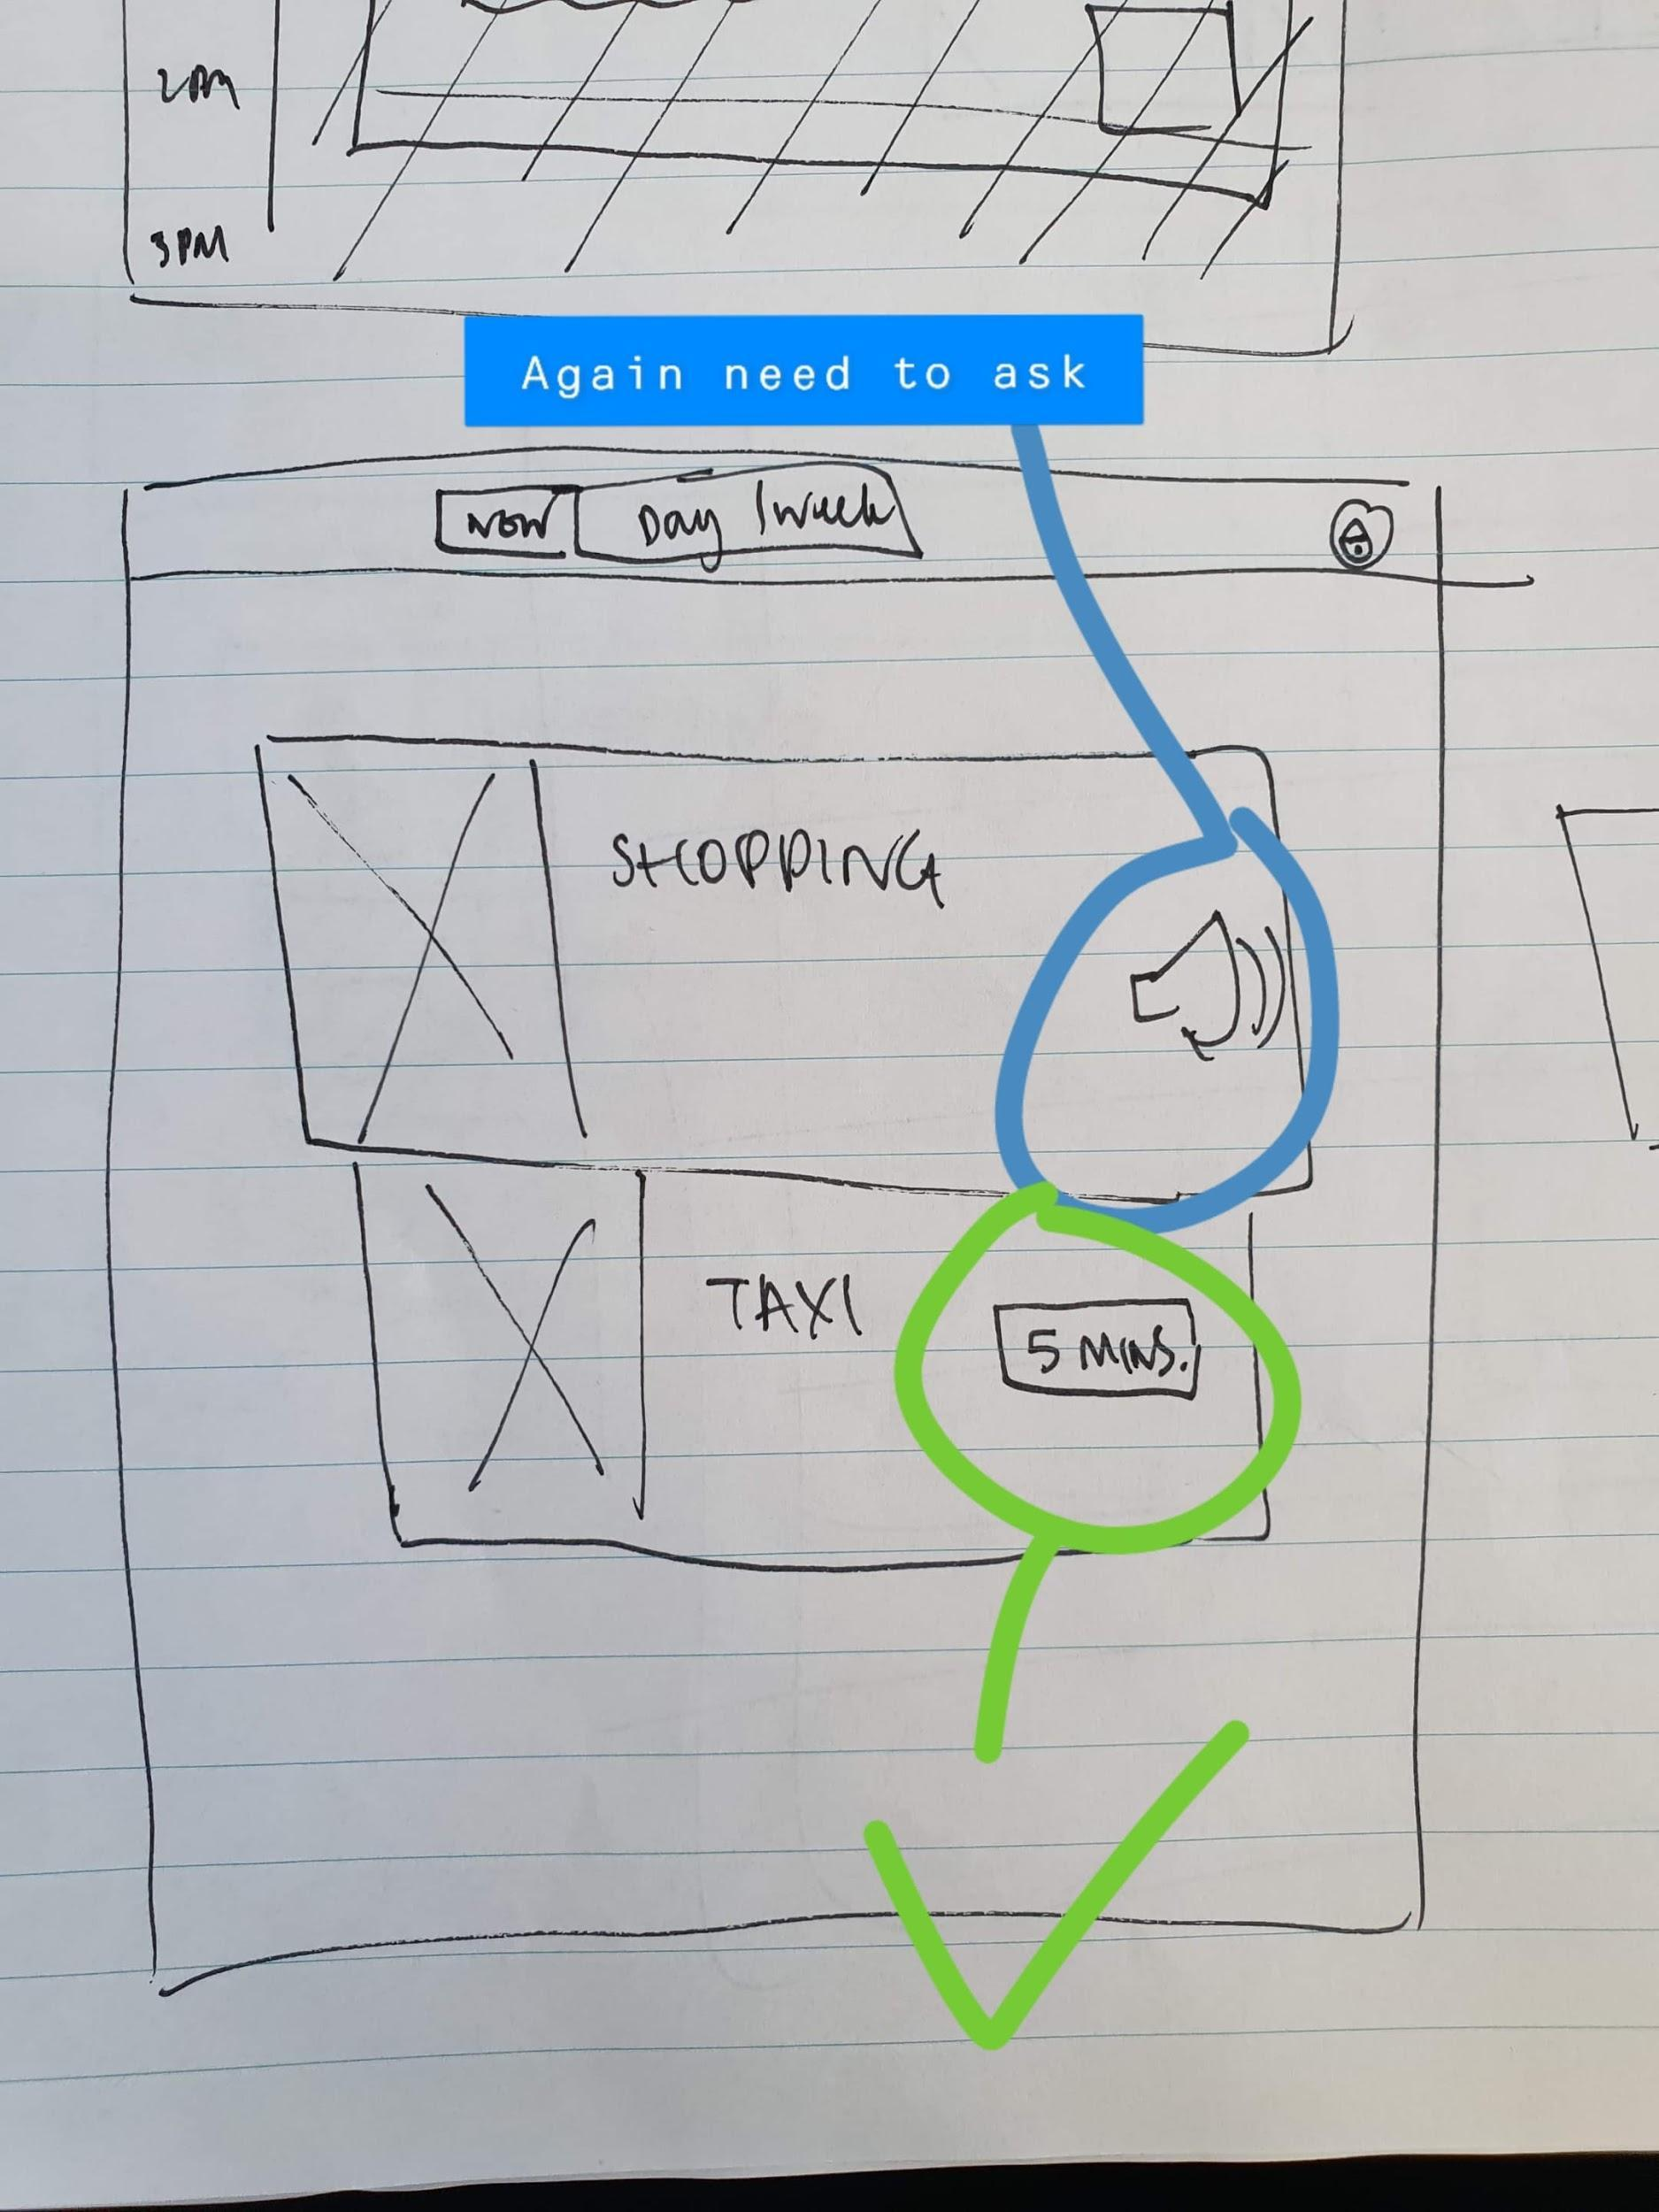 2PM
3PM
Again need to ask
NOW Day / Week
SHOPPING
TAXI
5 MINS.